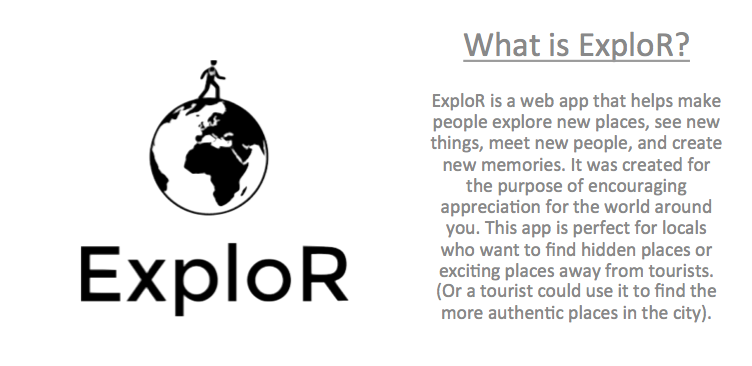 ExploR
What is ExploR?
ExploR is a web app that helps make
people explore new places, see new
things, meet new people, and create
new memories. It was created for
the purpose of encouraging
appreciation for the world around
you. This app is perfect for locals
who want to find hidden places or
exciting places away from tourists.
(Or a tourist could use it to find the
more authentic places in the city).